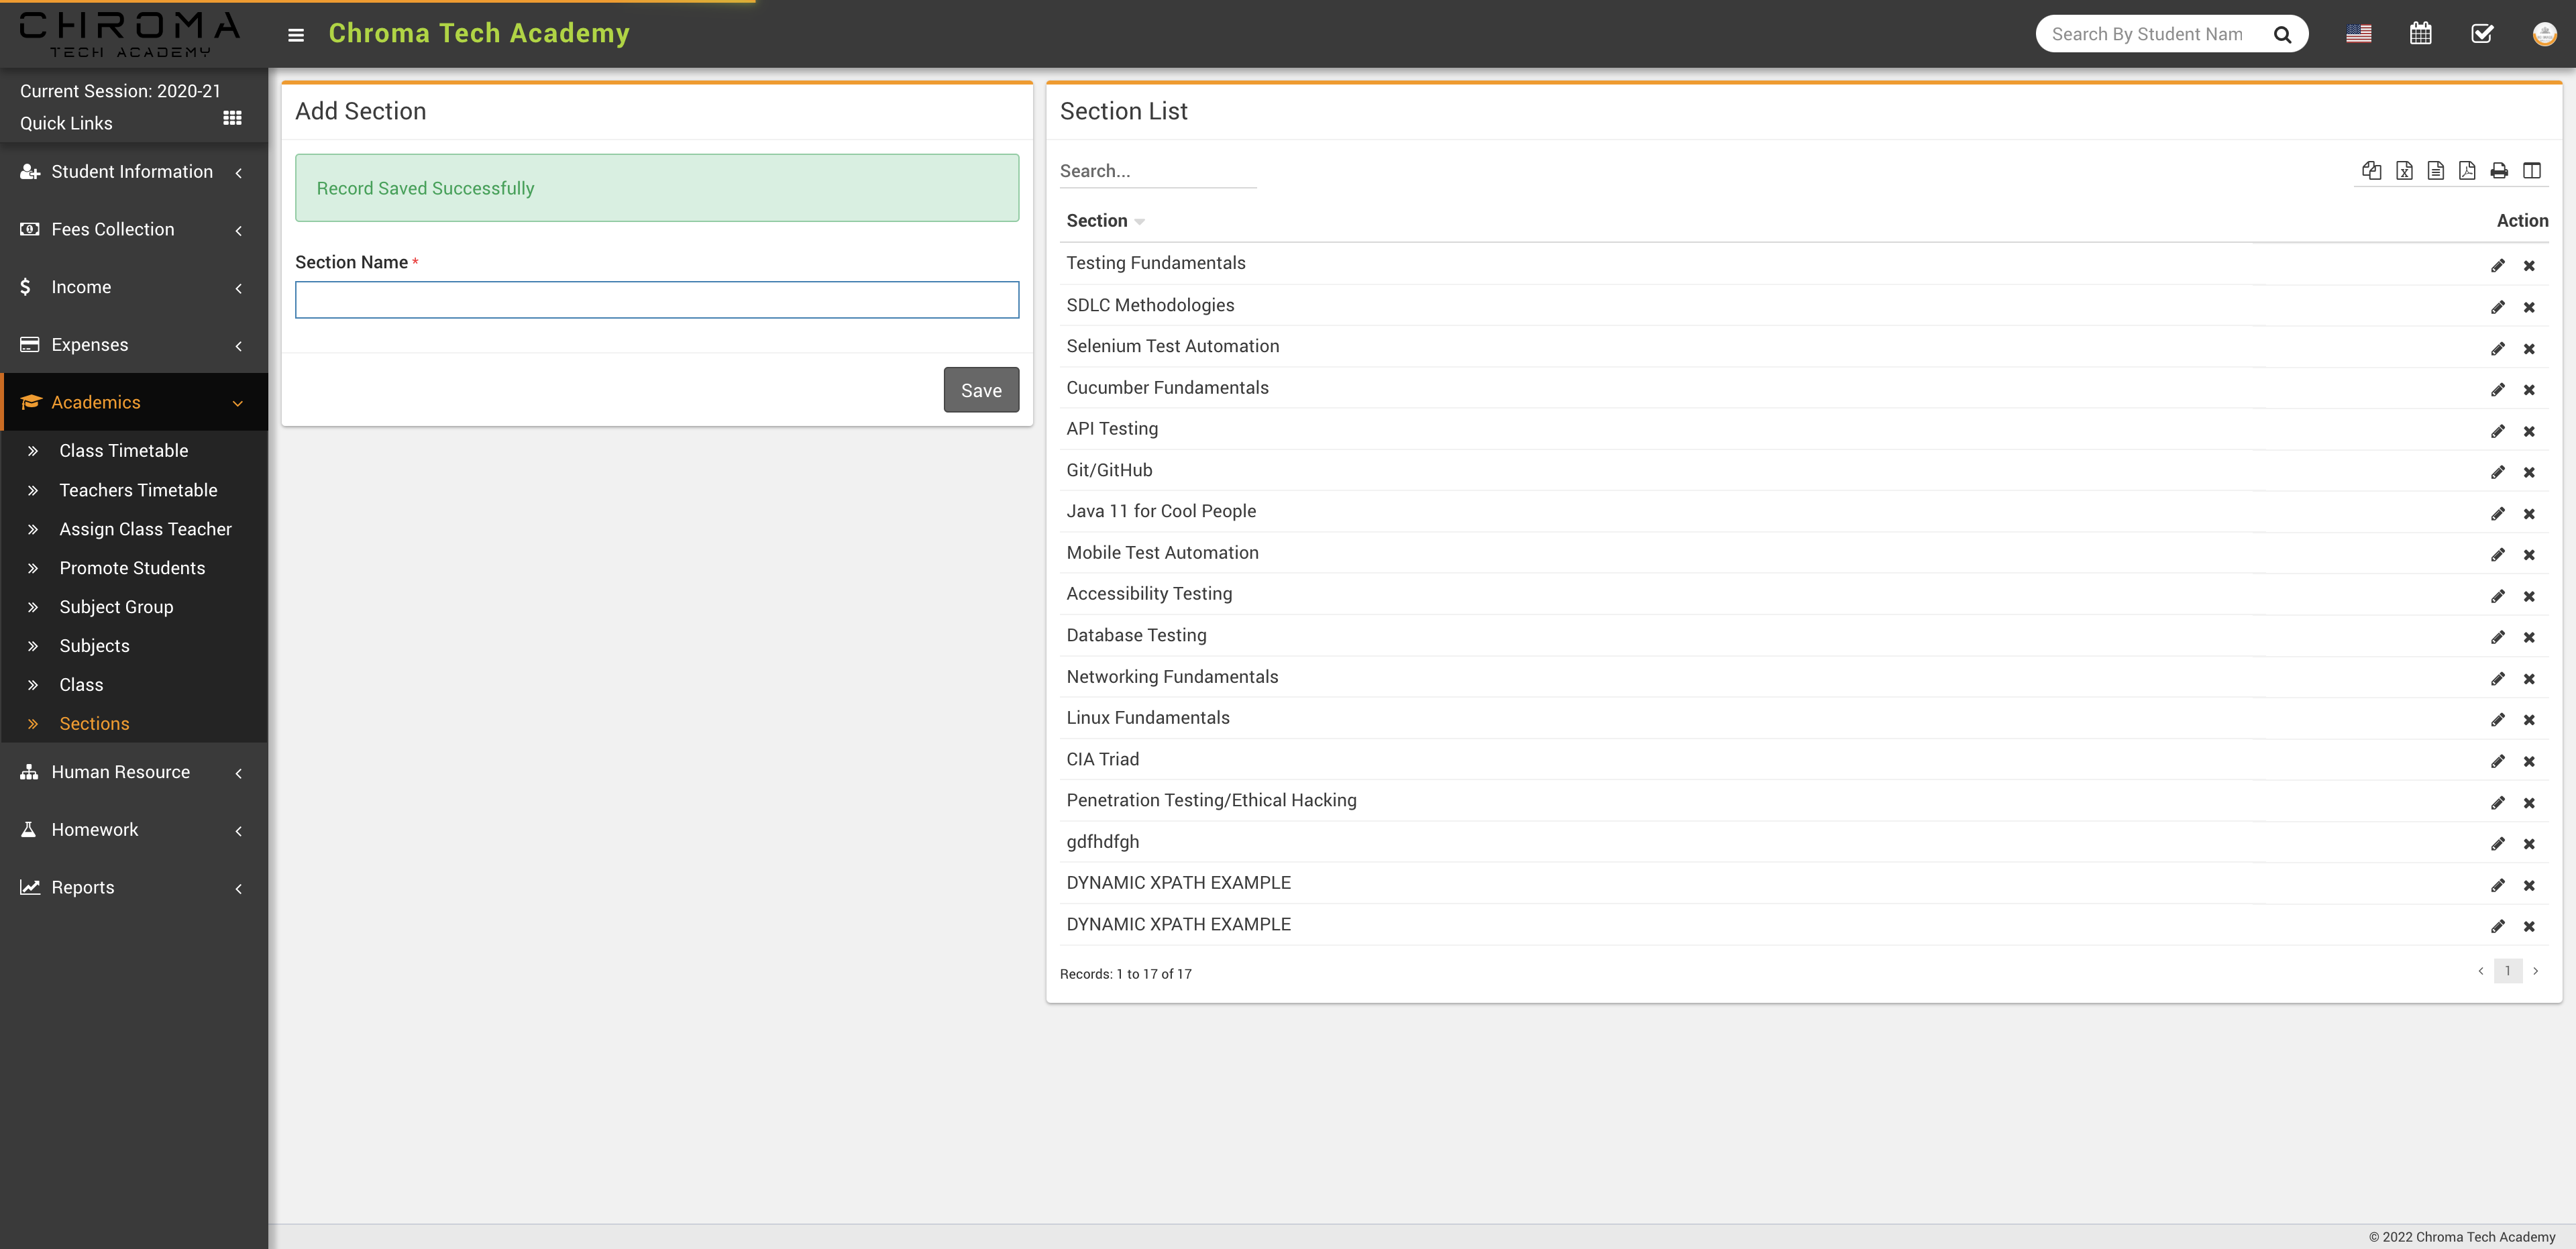 CHROMA
TECH ACADEMY
Chroma Tech Academy
Search By Student Nam
Current Session: 2020-21
Quick Links
Student Information
Fees Collection
Income
Expenses
Academics
Class Timetable
Teachers Timetable
Assign Class Teacher
Promote Students
Subject Group
Subjects
Class
Sections
Human Resource
Homework
Reports
Add Section
Record Saved Successfully
Section Name *
Save
Section List
Search...
Section Action
Testing Fundamentals
SDLC Methodologies
Selenium Test Automation
Cucumber Fundamentals
API Testing
Git/GitHub
Java 11 for Cool People
Mobile Test Automation
Accessibility Testing
Database Testing
Networking Fundamentals
Linux Fundamentals
CIA Triad
Penetration Testing/Ethical Hacking
gdfhdfgh
DYNAMIC XPATH EXAMPLE
DYNAMIC XPATH EXAMPLE
Records: 1 to 17 of 17
1
© 2022 Chroma Tech Academy